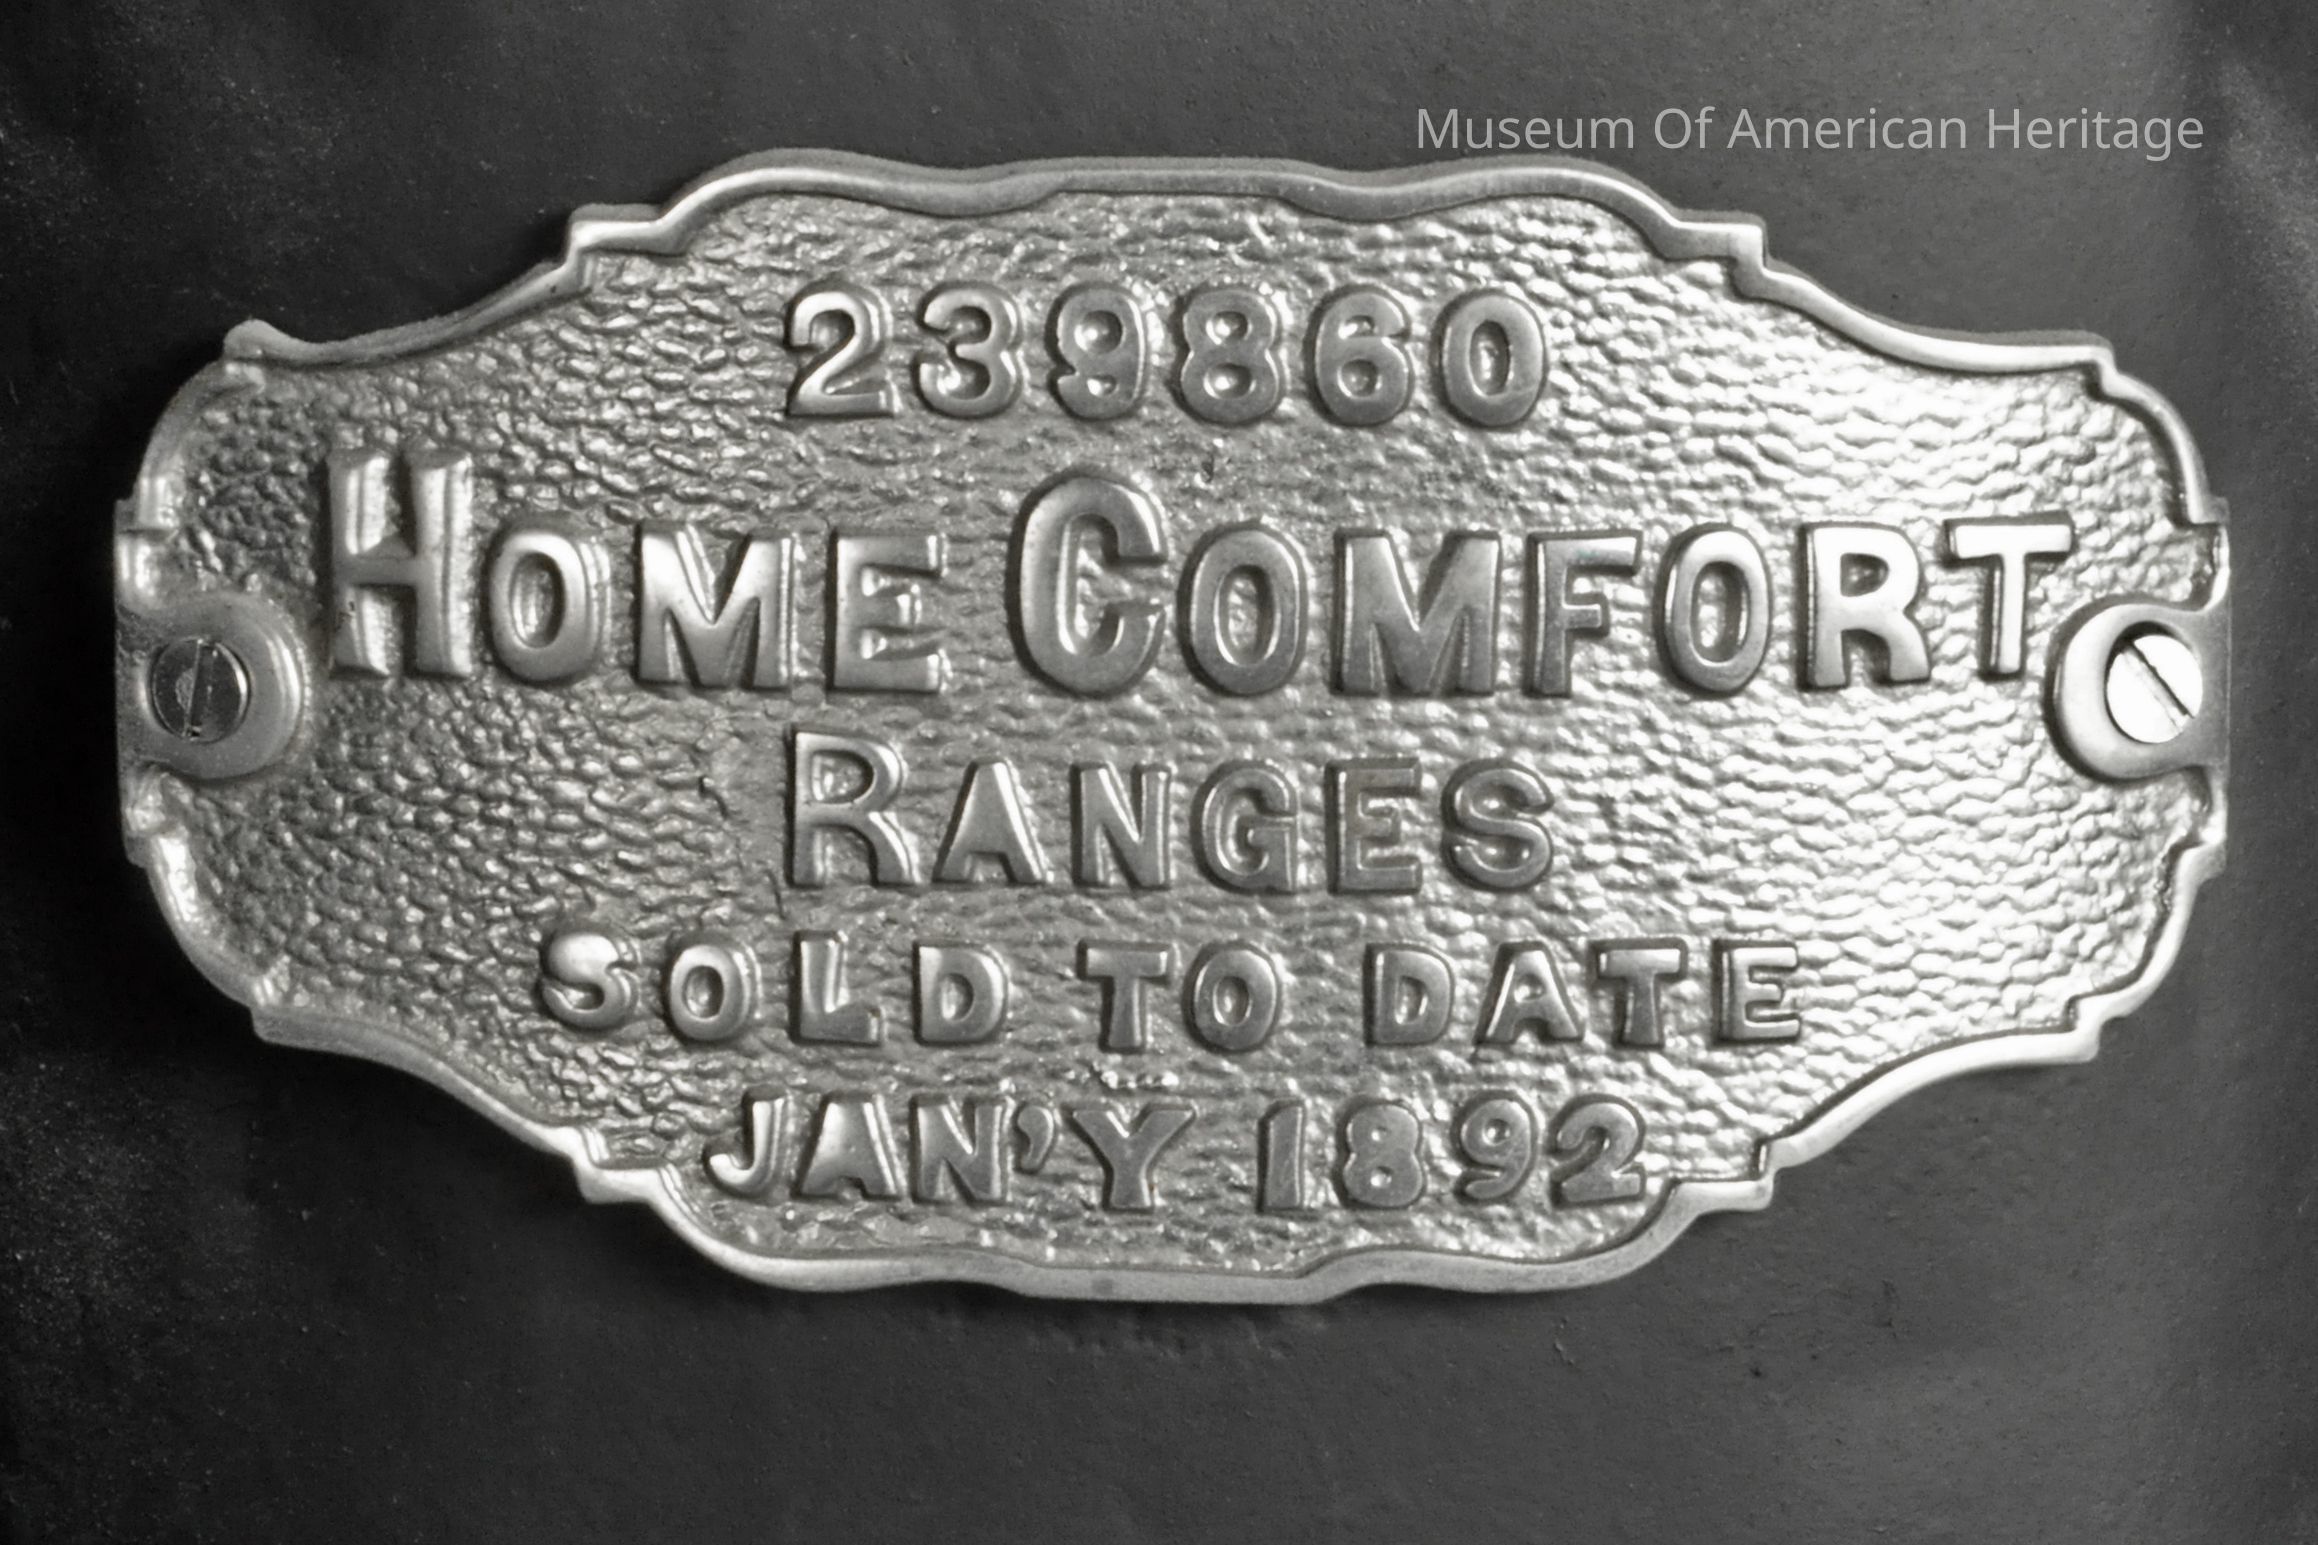 Museum Of American Heritage
239860
HOME COMFORT
RANGES
SOLD TO DATE
JAN'Y 1892